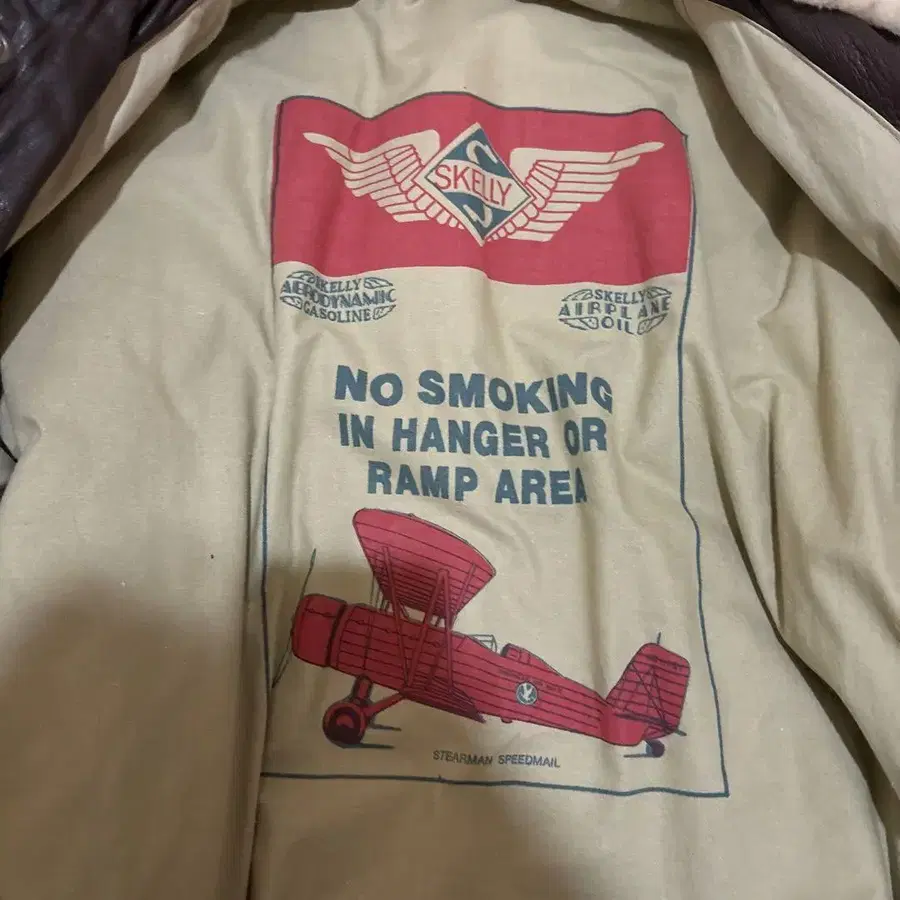 SKELLY
SKELLY
AERODYNAMIC
GASOLINE
SKELLY
AIRPLANE
OIL
NO SMOKING
IN HANGER OR
RAMP AREA
STEARMAN SPEEDMAIL